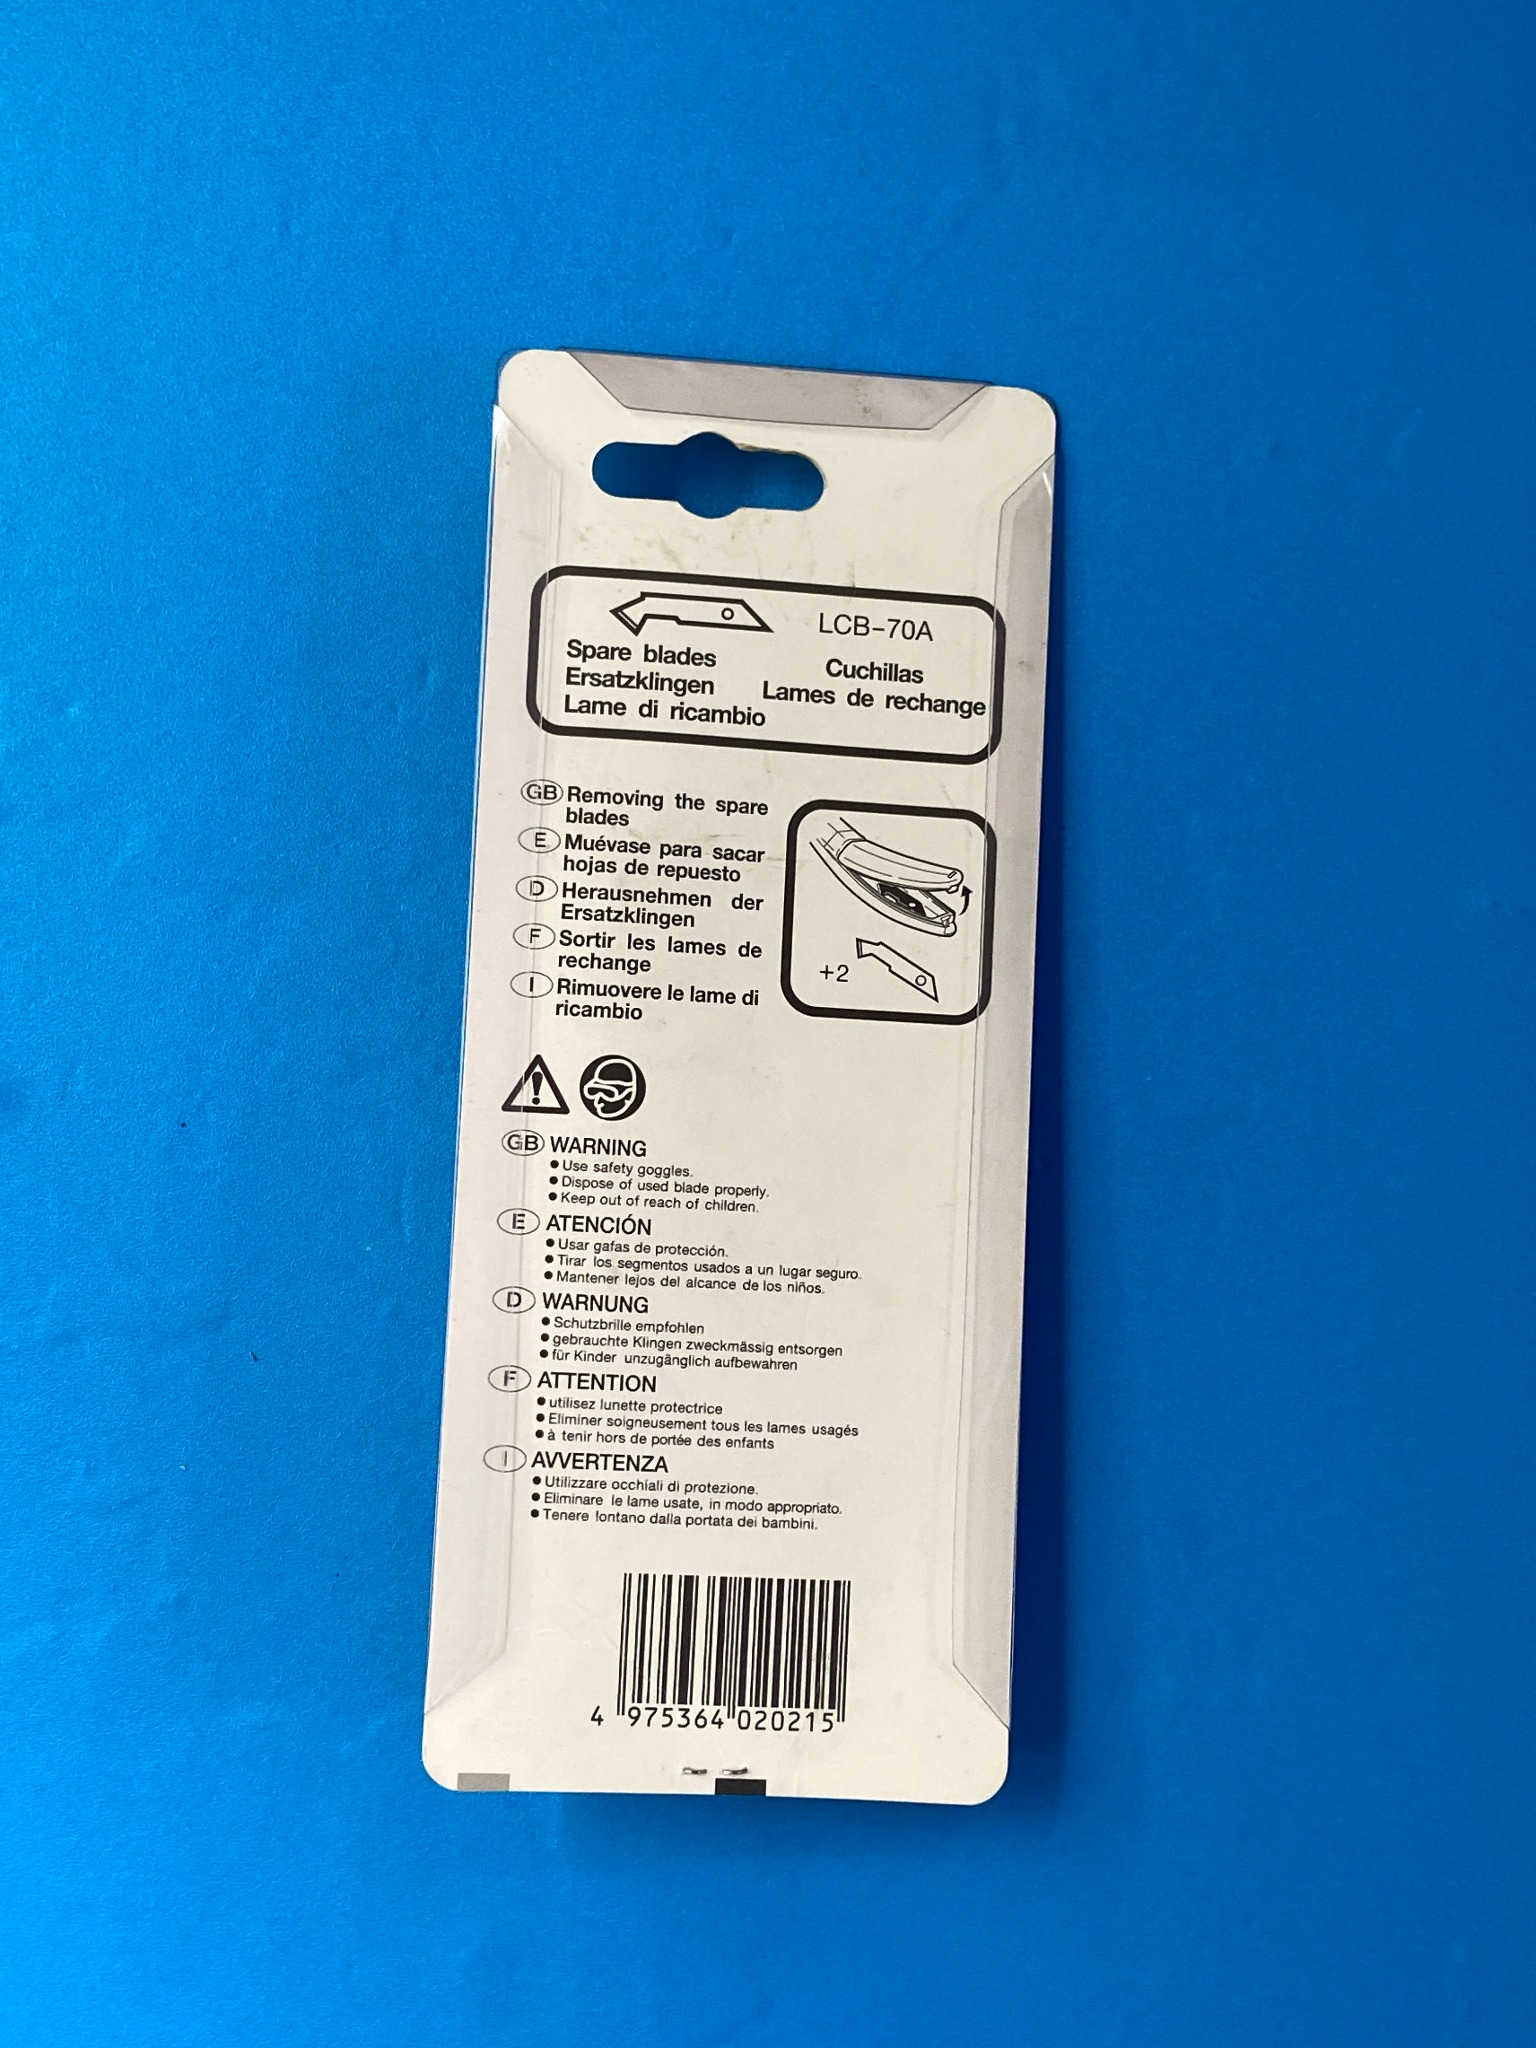 LCB-70A
Spare blades
Ersatzklingen
Lame di ricambio
Cuchillas
Lames de rechange
GB Removing the spare
blades
E Muévase para sacar
hojas de repuesto
D Herausnehmen der
Ersatzklingen
F Sortir les lames de
rechange
I Rimuovere le lame di
ricambio
+2
GB WARNING
● Use safety goggles.
● Dispose of used blade properly.
● Keep out of reach of children.
E ATENCIÓN
● Usar gafas de protección.
● Tirar los segmentos usados a un lugar seguro.
● Mantener lejos del alcance de los niños.
D WARNUNG
● Schutzbrille empfohlen
● gebrauchte Klingen zweckmässig entsorgen
● für Kinder unzugänglich aufbewahren
F ATTENTION
● utilisez lunette protectrice
● Eliminer soigneusement tous les lames usagés
● à tenir hors de portée des enfants
I AVVERTENZA
● Utilizzare occhiali di protezione.
● Eliminare le lame usate, in modo appropriato.
● Tenere lontano dalla portata dei bambini.
4 975364 020215